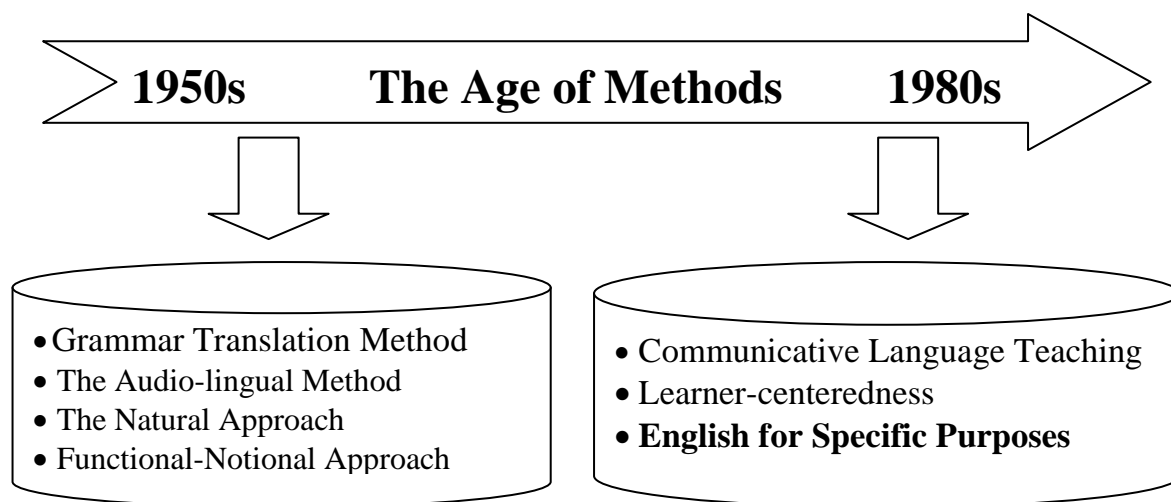 1950s The Age of Methods 1980s
• Grammar Translation Method
• The Audio-lingual Method
• The Natural Approach
• Functional-Notional Approach
• Communicative Language Teaching
• Learner-centeredness
• English for Specific Purposes